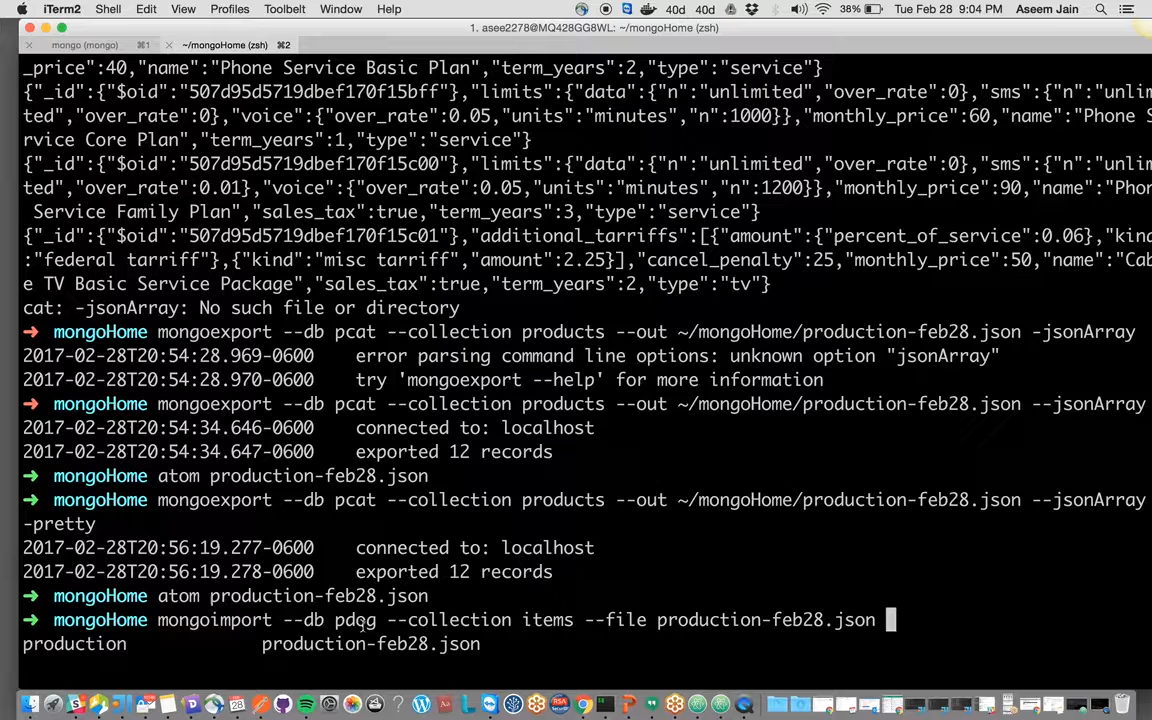 iTerm2 Shell Edit View Profiles Toolbelt Window Help 40d 40d 38% Tue Feb 28 9:04 PM Aseem Jain
1. asee2278@MQ428GG8WL: ~/mongoHome (zsh)
mongo (mongo) ⌘1 ~/mongoHome (zsh) ⌘2
_price":40,"name":"Phone Service Basic Plan","term_years":2,"type":"service"}
{"_id":{"$oid":"507d95d5719dbef170f15bff"},"limits":{"data":{"n":"unlimited","over_rate":0},"sms":{"n":"unlimi
ted","over_rate":0},"voice":{"over_rate":0.05,"units":"minutes","n":1000}},"monthly_price":60,"name":"Phone S
rvice Core Plan","term_years":1,"type":"service"}
{"_id":{"$oid":"507d95d5719dbef170f15c00"},"limits":{"data":{"n":"unlimited","over_rate":0},"sms":{"n":"unlim
ted","over_rate":0.01},"voice":{"over_rate":0.05,"units":"minutes","n":1200}},"monthly_price":90,"name":"Phon
Service Family Plan","sales_tax":true,"term_years":3,"type":"service"}
{"_id":{"$oid":"507d95d5719dbef170f15c01"},"additional_tarriffs":[{"amount":{"percent_of_service":0.06},"kind
:"federal tarriff"},{"kind":"misc tarriff","amount":2.25}],"cancel_penalty":25,"monthly_price":50,"name":"Cab
e TV Basic Service Package","sales_tax":true,"term_years":2,"type":"tv"}
cat: -jsonArray: No such file or directory
➜ mongoHome mongoexport --db pcat --collection products --out ~/mongoHome/production-feb28.json -jsonArray
2017-02-28T20:54:28.969-0600 error parsing command line options: unknown option "jsonArray"
2017-02-28T20:54:28.970-0600 try 'mongoexport --help' for more information
➜ mongoHome mongoexport --db pcat --collection products --out ~/mongoHome/production-feb28.json --jsonArray
2017-02-28T20:54:34.646-0600 connected to: localhost
2017-02-28T20:54:34.647-0600 exported 12 records
➜ mongoHome atom production-feb28.json
➜ mongoHome mongoexport --db pcat --collection products --out ~/mongoHome/production-feb28.json --jsonArray
-pretty
2017-02-28T20:56:19.277-0600 connected to: localhost
2017-02-28T20:56:19.278-0600 exported 12 records
➜ mongoHome atom production-feb28.json
➜ mongoHome mongoimport --db pdcg --collection items --file production-feb28.json
production production-feb28.json